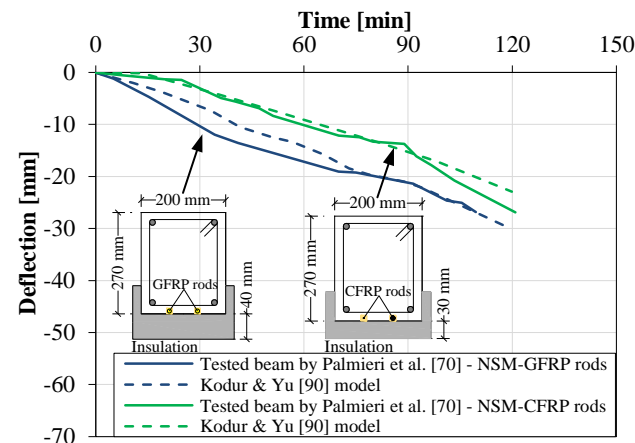 Time [min]
0 30 60 90 120 150
Deflection [mm]
0
-10
-20
-30
-40
-50
-60
-70
200 mm
270 mm
GFRP
rods
40 mm
Insulation
200 mm
270 mm
CFRP
rods
30 mm
Insulation
Tested beam by Palmieri et al. [70] - NSM-GFRP rods
Kodur & Yu [90] model
Tested beam by Palmieri et al. [70] - NSM-CFRP rods
Kodur & Yu [90] model